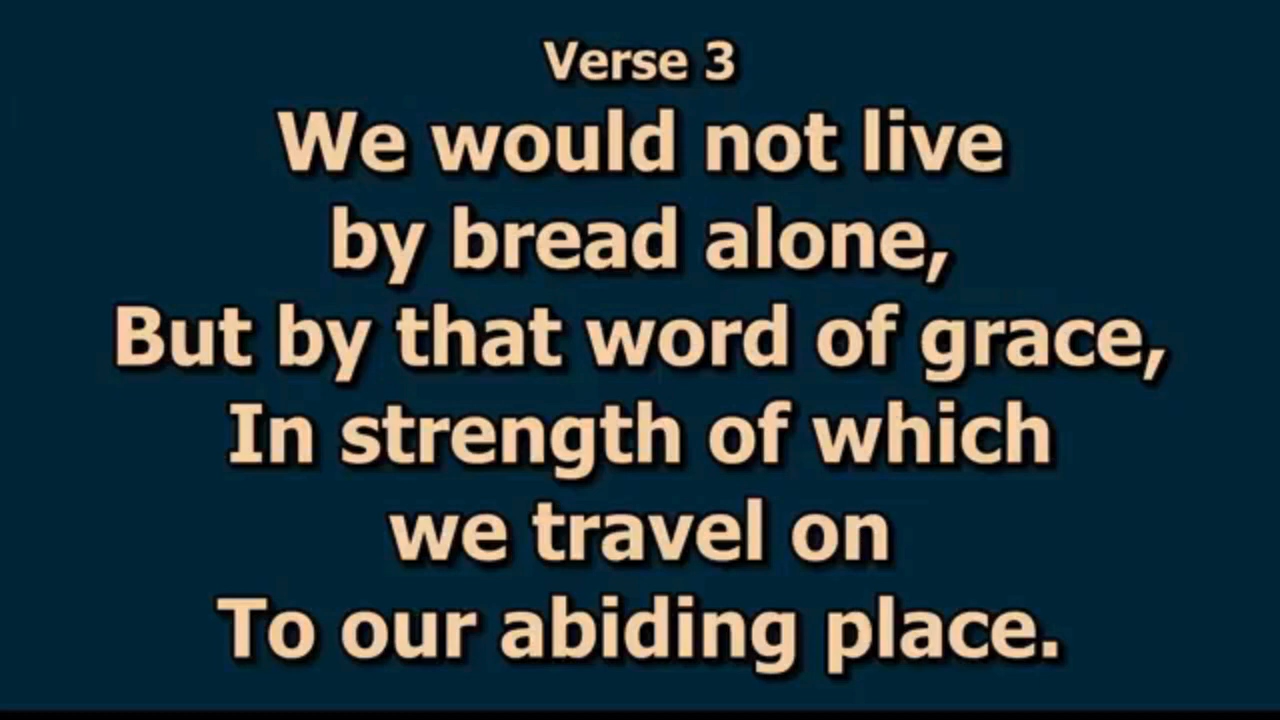 Verse 3
We would not live
by bread alone,
But by that word of grace,
In strength of which
we travel on
To our abiding place.